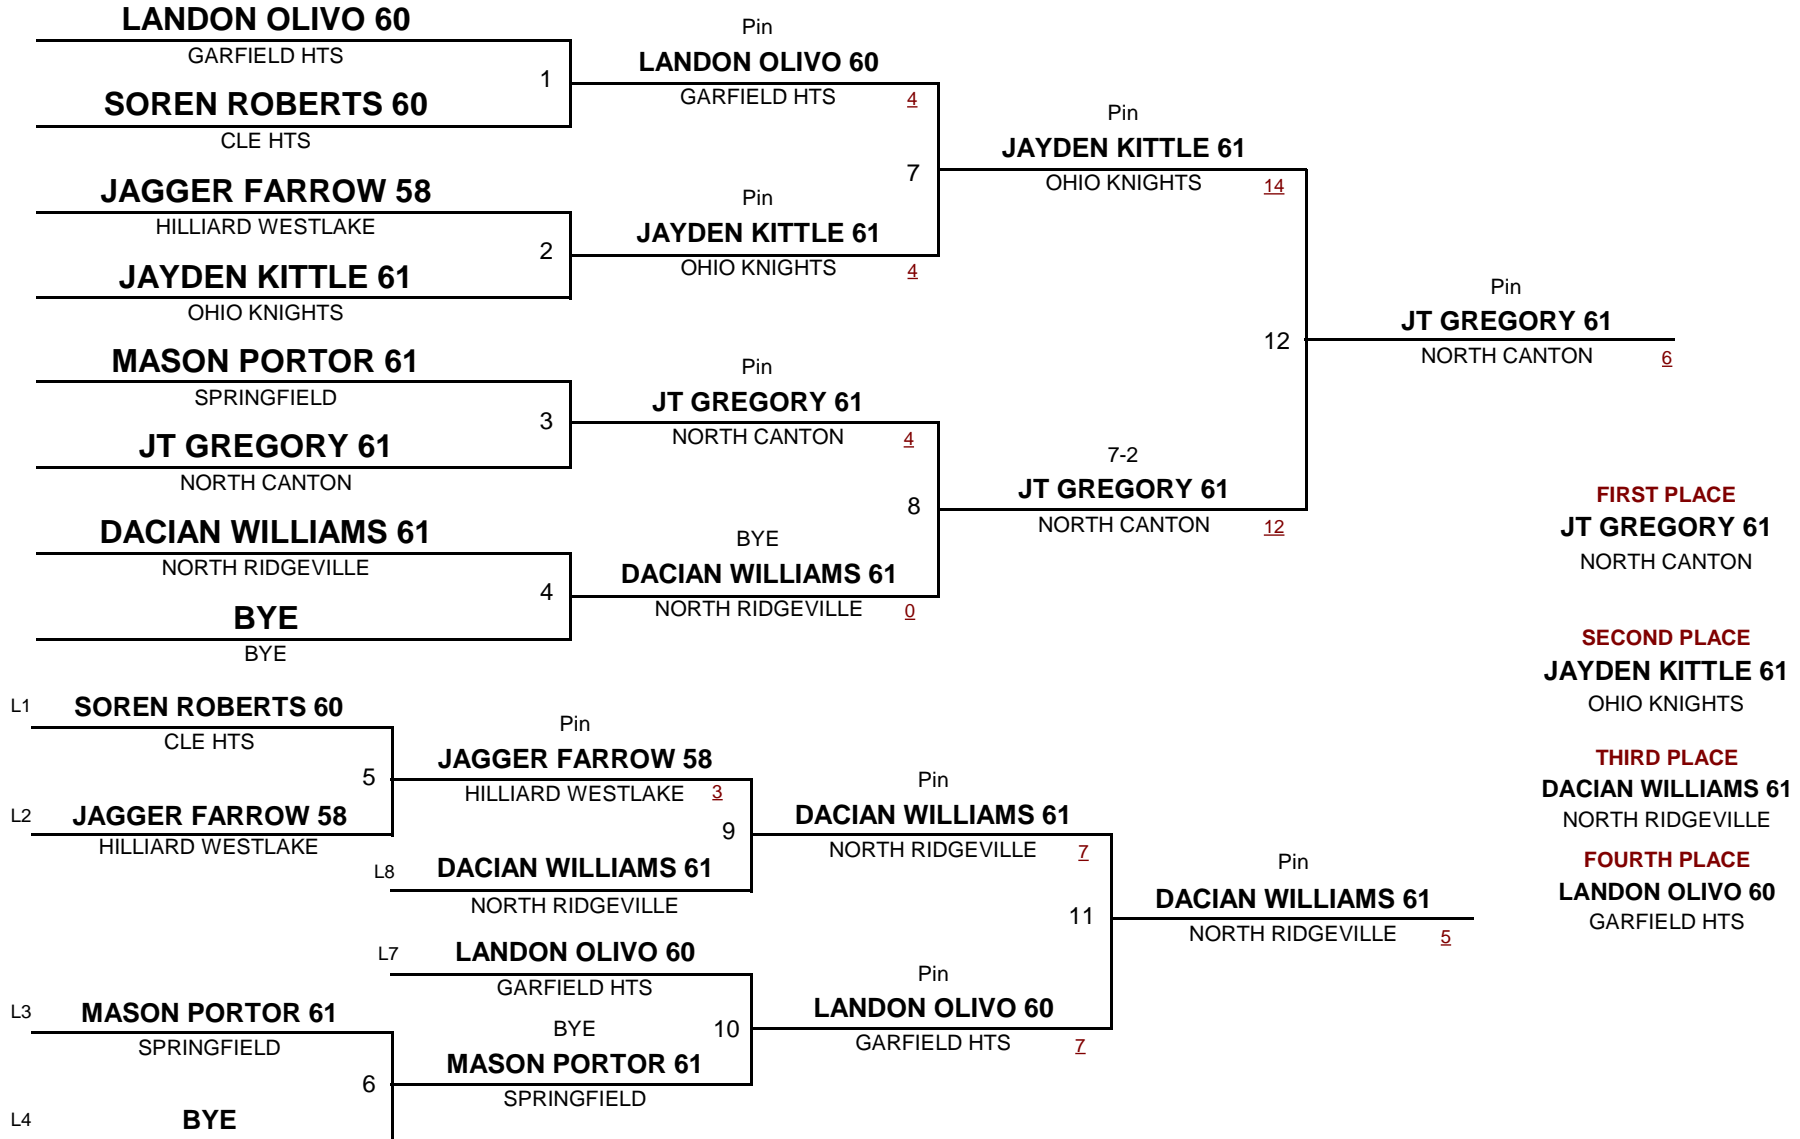 LANDON OLIVO 60
GARFIELD HTS
1
SOREN ROBERTS 60
CLE HTS
JAGGER FARROW 58
HILLIARD WESTLAKE
2
JAYDEN KITTLE 61
OHIO KNIGHTS
MASON PORTOR 61
SPRINGFIELD
3
JT GREGORY 61
NORTH CANTON
DACIAN WILLIAMS 61
NORTH RIDGEVILLE
4
BYE
BYE
Pin
LANDON OLIVO 60
GARFIELD HTS 4
7
Pin
JAYDEN KITTLE 61
OHIO KNIGHTS 4
Pin
JT GREGORY 61
NORTH CANTON 4
8
BYE
DACIAN WILLIAMS 61
NORTH RIDGEVILLE 0
Pin
JAYDEN KITTLE 61
OHIO KNIGHTS 14
12
7-2
JT GREGORY 61
NORTH CANTON 12
Pin
JT GREGORY 61
NORTH CANTON 6
FIRST PLACE
JT GREGORY 61
NORTH CANTON
SECOND PLACE
JAYDEN KITTLE 61
OHIO KNIGHTS
THIRD PLACE
DACIAN WILLIAMS 61
NORTH RIDGEVILLE
FOURTH PLACE
LANDON OLIVO 60
GARFIELD HTS
L1 SOREN ROBERTS 60
CLE HTS
5
L2 JAGGER FARROW 58
HILLIARD WESTLAKE
Pin
JAGGER FARROW 58
HILLIARD WESTLAKE 3
9
L8 DACIAN WILLIAMS 61
NORTH RIDGEVILLE
L7 LANDON OLIVO 60
GARFIELD HTS
BYE 10
MASON PORTOR 61
SPRINGFIELD
L3 MASON PORTOR 61
SPRINGFIELD
6
L4 BYE
Pin
DACIAN WILLIAMS 61
NORTH RIDGEVILLE 7
11
Pin
LANDON OLIVO 60
GARFIELD HTS 7
Pin
DACIAN WILLIAMS 61
NORTH RIDGEVILLE 5